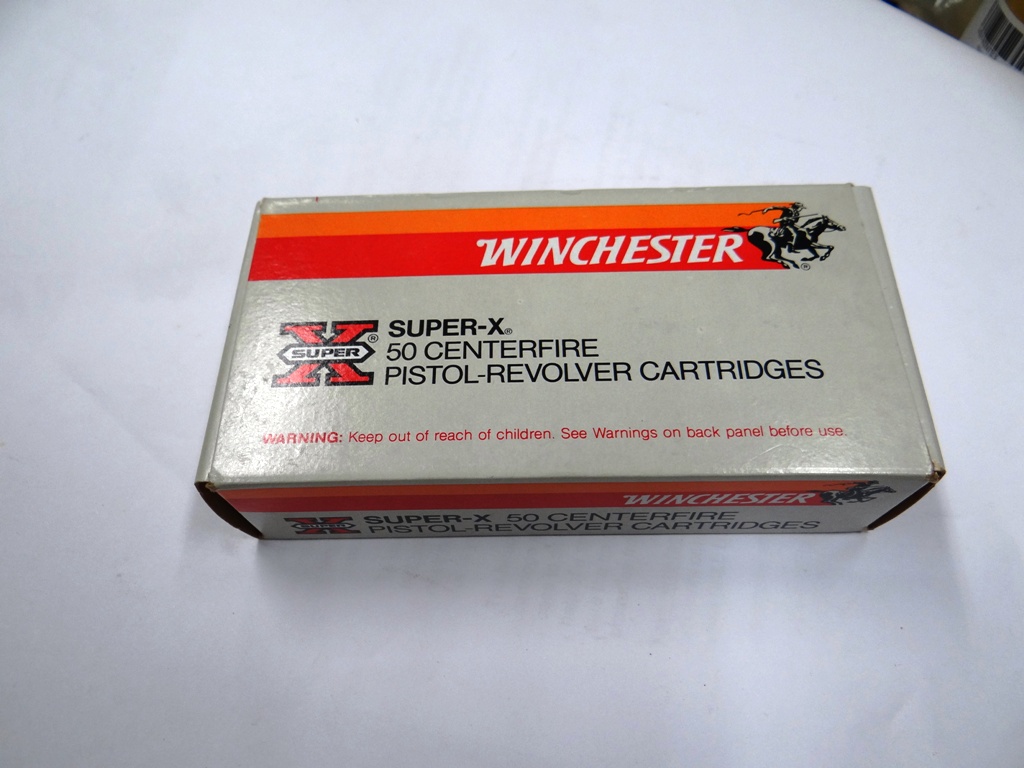 WINCHESTER
®
SUPER
®
SUPER-X®
50 CENTERFIRE
PISTOL-REVOLVER CARTRIDGES
WARNING: Keep out of reach of children. See Warnings on back panel before use.
WINCHESTER
SUPER
SUPER-X 50 CENTERFIRE
PISTOL-REVOLVER CARTRIDGES